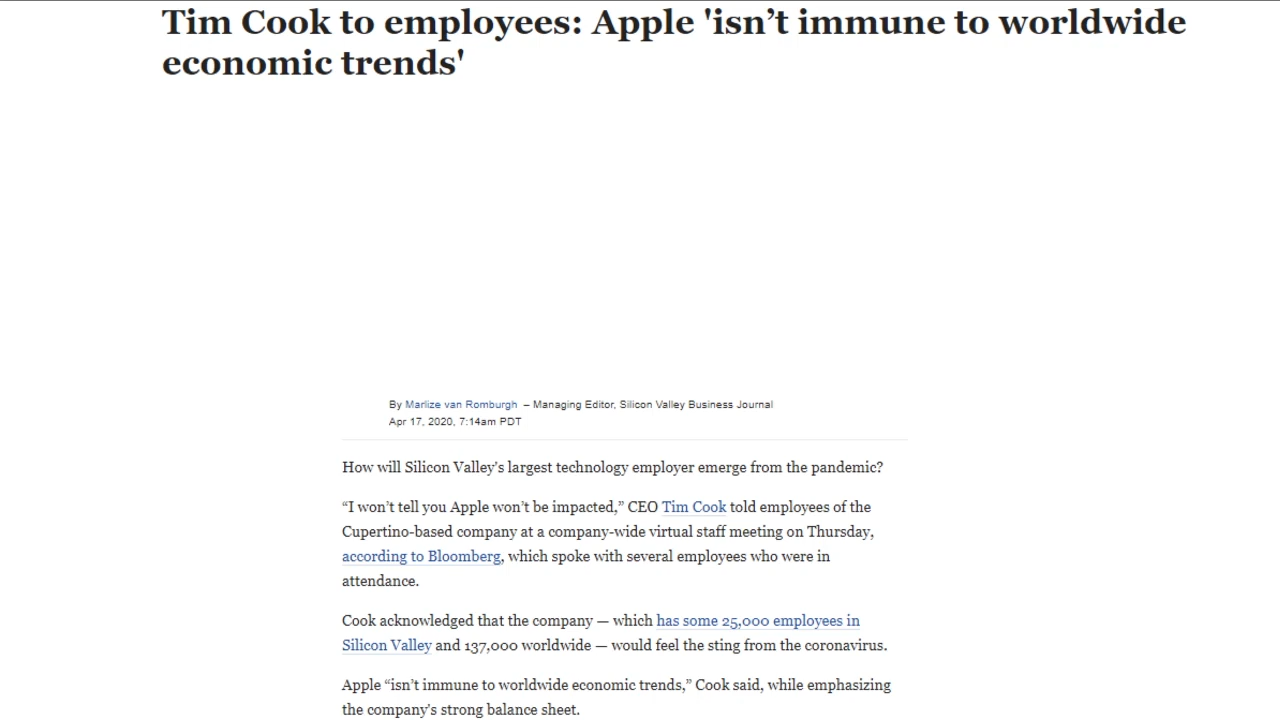 Tim Cook to employees: Apple 'isn’t immune to worldwide
economic trends'
By Marlize van Romburgh – Managing Editor, Silicon Valley Business Journal
Apr 17, 2020, 7:14am PDT
How will Silicon Valley’s largest technology employer emerge from the pandemic?
“I won’t tell you Apple won’t be impacted,” CEO Tim Cook told employees of the
Cupertino-based company at a company-wide virtual staff meeting on Thursday,
according to Bloomberg, which spoke with several employees who were in
attendance.
Cook acknowledged that the company — which has some 25,000 employees in
Silicon Valley and 137,000 worldwide — would feel the sting from the coronavirus.
Apple “isn’t immune to worldwide economic trends,” Cook said, while emphasizing
the company’s strong balance sheet.